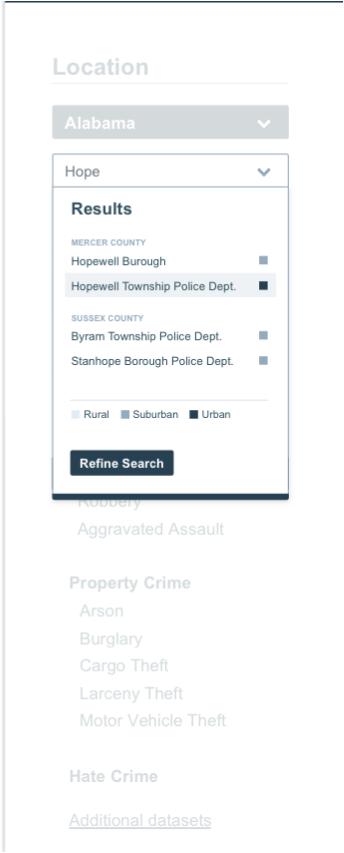 Location
Alabama
Hope
Results
MERCER COUNTY
Hopewell Burough
Hopewell Township Police Dept.
SUSSEX COUNTY
Byram Township Police Dept.
Stanhope Borough Police Dept.
Rural Suburban Urban
Refine Search
Robbery
Aggravated Assault
Property Crime
Arson
Burglary
Cargo Theft
Larceny Theft
Motor Vehicle Theft
Hate Crime
Additional datasets